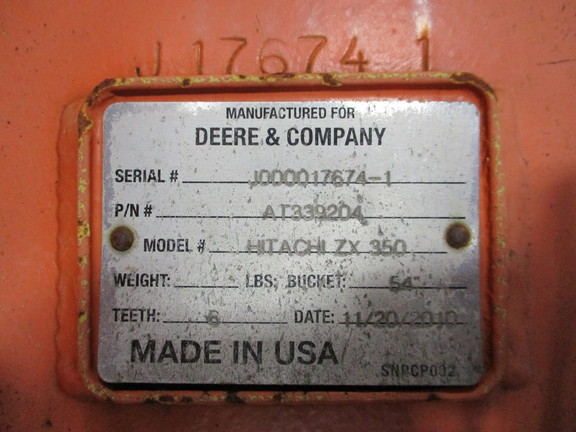 J 17674 1
MANUFACTURED FOR
DEERE & COMPANY
SERIAL # J000017674-1
P/N # AT339204
MODEL # HITACHI ZX 350
WEIGHT: LBS; BUCKET: 54
TEETH: 6 DATE: 11/20/2010
MADE IN USA